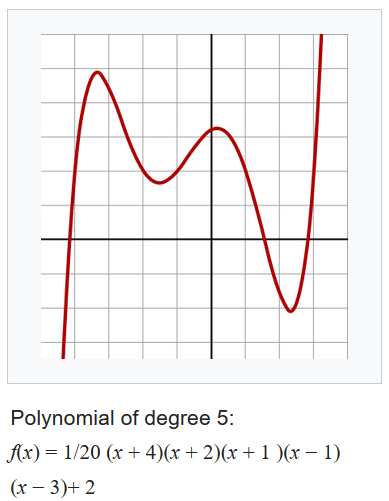 Polynomial of degree 5:
f(x) = 1/20 (x + 4)(x + 2)(x + 1 )(x − 1)
(x − 3)+ 2